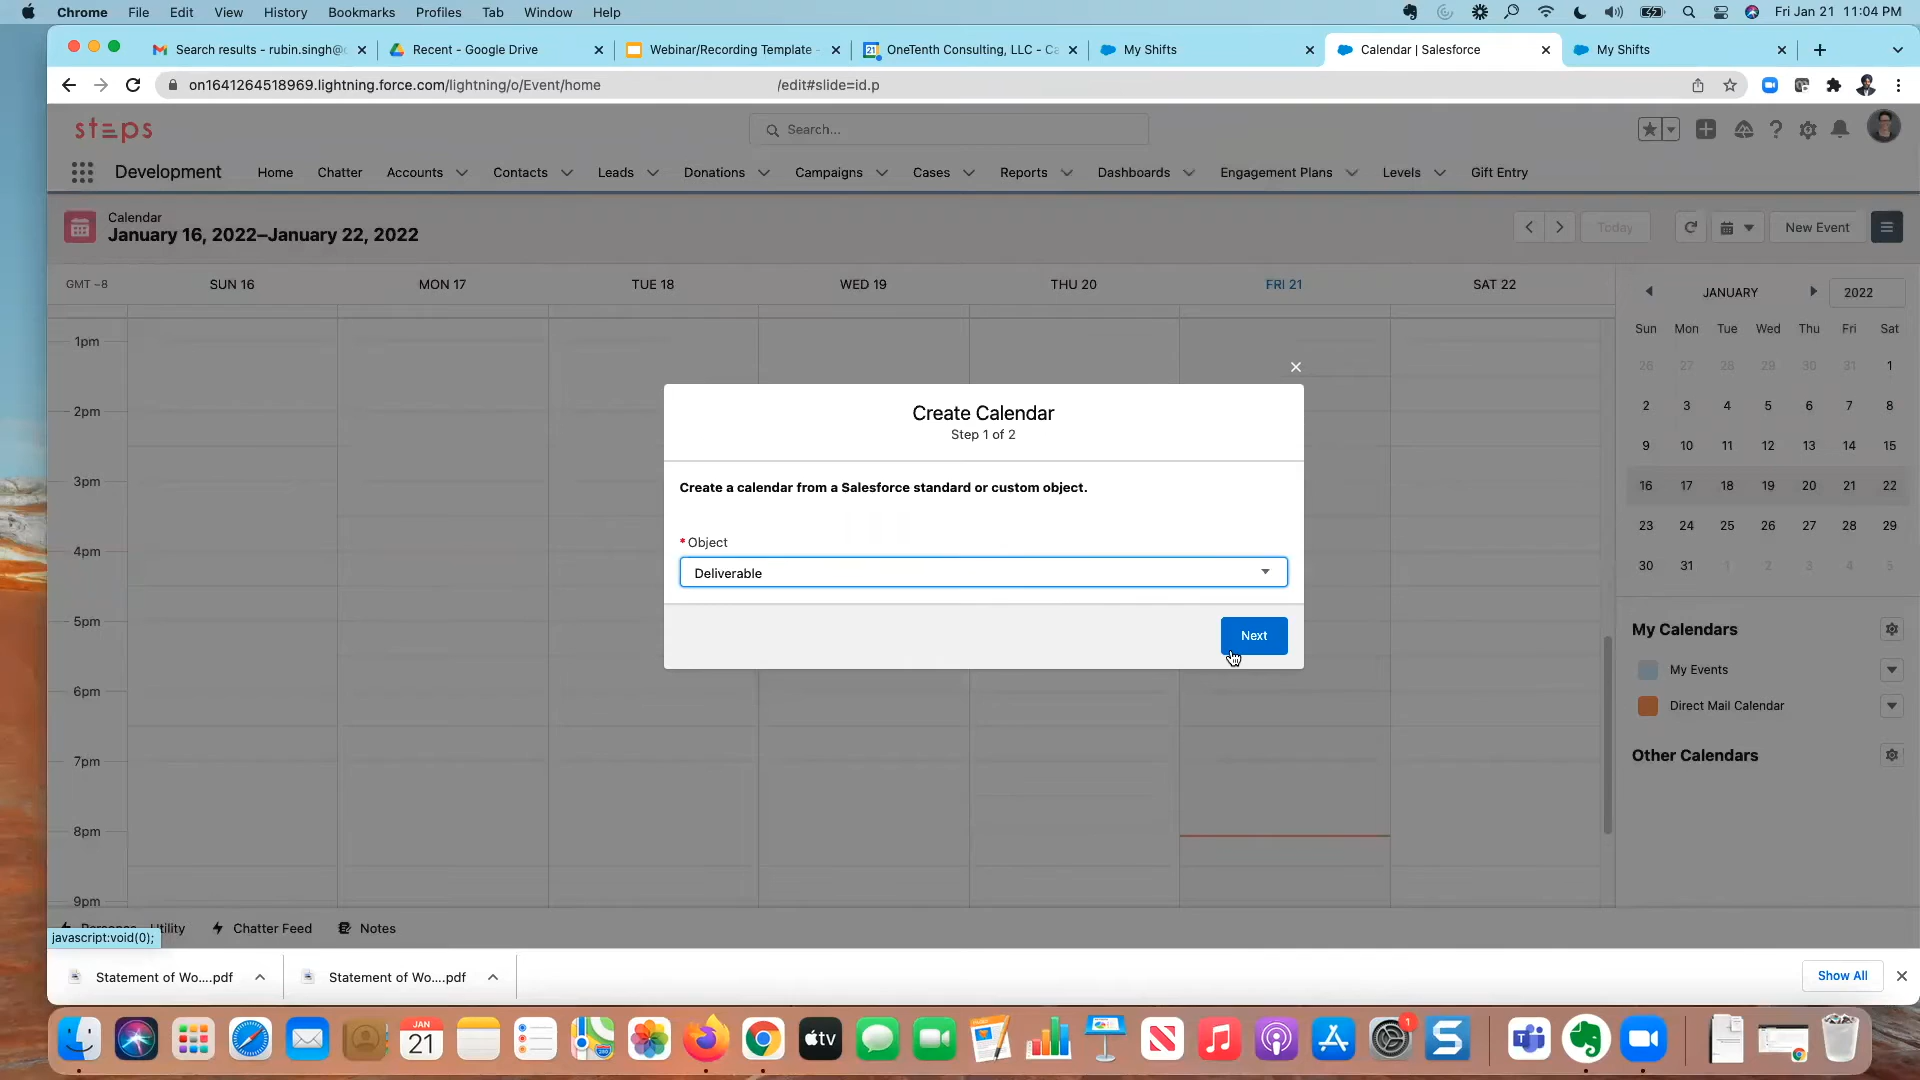 Chrome File Edit View History Bookmarks Profiles Tab Window Help Fri Jan 21 11:04 PM
Search results - rubin.singh@ Recent - Google Drive Webinar/Recording Template - OneTenth Consulting, LLC - Ca My Shifts Calendar | Salesforce My Shifts
on1641264518969.lightning.force.com/lightning/o/Event/home /edit#slide=id.p
steps Search...
Development Home Chatter Accounts Contacts Leads Donations Campaigns Cases Reports Dashboards Engagement Plans Levels Gift Entry
Calendar
January 16, 2022–January 22, 2022 Today New Event
GMT −8 SUN 16 MON 17 TUE 18 WED 19 THU 20 FRI 21 SAT 22
JANUARY 2022
Sun Mon Tue Wed Thu Fri Sat
26 27 28 29 30 31 1
2 3 4 5 6 7 8
9 10 11 12 13 14 15
16 17 18 19 20 21 22
23 24 25 26 27 28 29
30 31 1 2 3 4 5
1pm
2pm
3pm
4pm
5pm
6pm
7pm
8pm
9pm
Create Calendar
Step 1 of 2
Create a calendar from a Salesforce standard or custom object.
*Object
Deliverable
Next
My Calendars
My Events
Direct Mail Calendar
Other Calendars
Utility Chatter Feed Notes
javascript:void(0);
Statement of Wo....pdf Statement of Wo....pdf Show All
JAN
21
tv
1